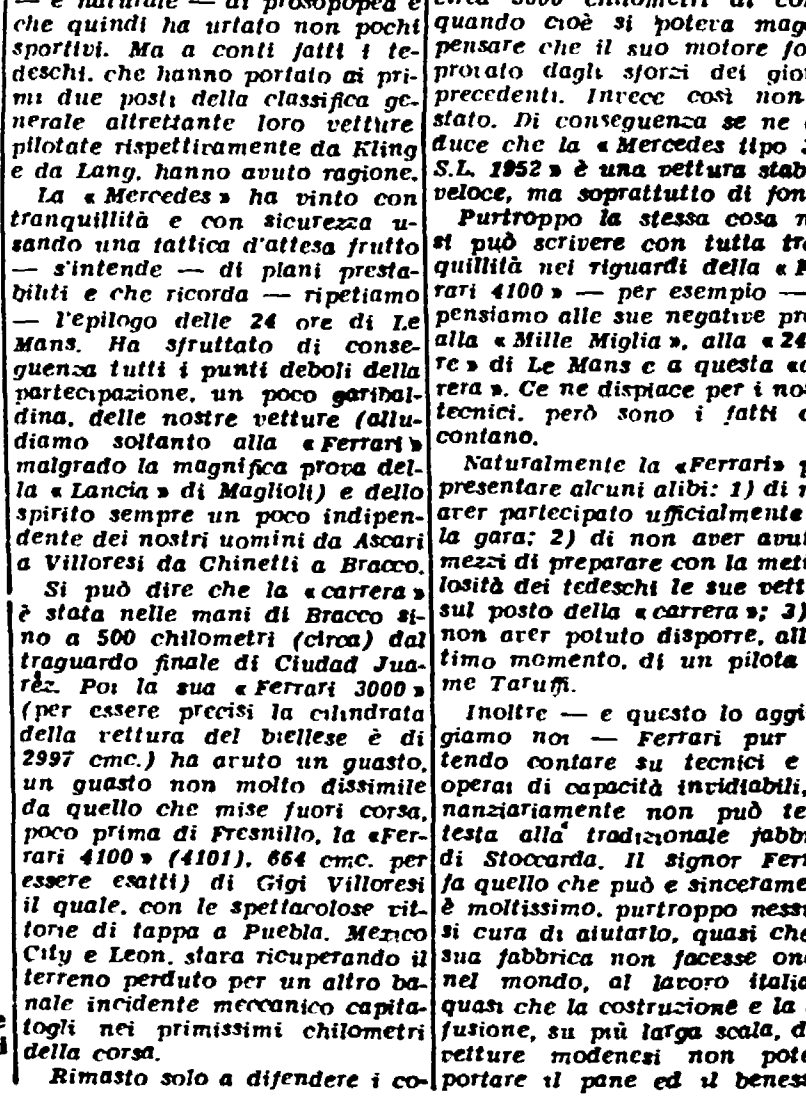 — è naturale — di prosopopea e
che quindi ha urtato non pochi
sportivi. Ma a conti fatti i te-
deschi, che hanno portato ai pri-
mi due posti della classifica ge-
nerale altrettante loro vetture
pilotate rispettivamente da Kling
e da Lang, hanno avuto ragione.
La « Mercedes » ha vinto con
tranquillità e con sicurezza u-
sando una tattica d'attesa frutto
— s'intende — di piani presta-
biliti e che ricorda — ripetiamo
— l'epilogo delle 24 ore di Le
Mans. Ha sfruttato di conse-
guenza tutti i punti deboli della
partecipazione, un poco garibal-
dina, delle nostre vetture (allu-
diamo soltanto alla « Ferrari »
malgrado la magnifica prova del-
la « Lancia » di Maglioli) e dello
spirito sempre un poco indipen-
dente dei nostri uomini da Ascari
a Villoresi da Chinetti a Bracco.
Si può dire che la « carrera »
è stata nelle mani di Bracco si-
no a 500 chilometri (circa) dal
traguardo finale di Ciudad Jua-
rez. Poi la sua « Ferrari 3000 »
(per essere precisi la cilindrata
della vettura del biellese è di
2997 cmc.) ha avuto un guasto,
un guasto non molto dissimile
da quello che mise fuori corsa,
poco prima di Fresnillo, la «Fer-
rari 4100 » (4101), 664 cmc. per
essere esatti) di Gigi Villoresi
il quale, con le spettacolose vit-
torie di tappa a Puebla, Mexico
City e Leon, stava ricuperando il
terreno perduto per un altro ba-
nale incidente meccanico capita-
togli nei primissimi chilometri
della corsa.
Rimasto solo a difendere i co-
quando cioè si poteva mag
pensare che il suo motore fo
provato dagli sforzi dei gior
precedenti. Invece così non
stato. Di conseguenza se ne
duce che la « Mercedes tipo
S.L. 1952 » è una vettura stab
veloce, ma soprattutto di fon
Purtroppo la stessa cosa n
si può scrivere con tutta tra
quillità nei riguardi della « F
rari 4100 » — per esempio —
pensiamo alle sue negative pro
alla « Mille Miglia », alla « 24
re » di Le Mans e a questa «c
rera ». Ce ne dispiace per i nos
tecnici, però sono i fatti c
contano.
Naturalmente la «Ferrari» p
presentare alcuni alibi: 1) di n
aver partecipato ufficialmente
la gara; 2) di non aver avut
mezzi di preparare con la met
losità dei tedeschi le sue vett
sul posto della « carrera »; 3)
non aver potuto disporre, all
timo momento, di un pilota
me Taruffi.
Inoltre — e questo lo aggi
giamo noi — Ferrari pur
tendo contare su tecnici e
operai di capacità invidiabili,
nanziariamente non può te
testa alla tradizionale fabb
di Stoccarda. Il signor Fer
fa quello che può e sincerame
è moltissimo, purtroppo ness
si cura di aiutarlo, quasi che
sua fabbrica non facesse on
nel mondo, al lavoro italia
quasi che la costruzione e la
fusione, su più larga scala, d
vetture modenesi non pote
portare il pane ed il beness